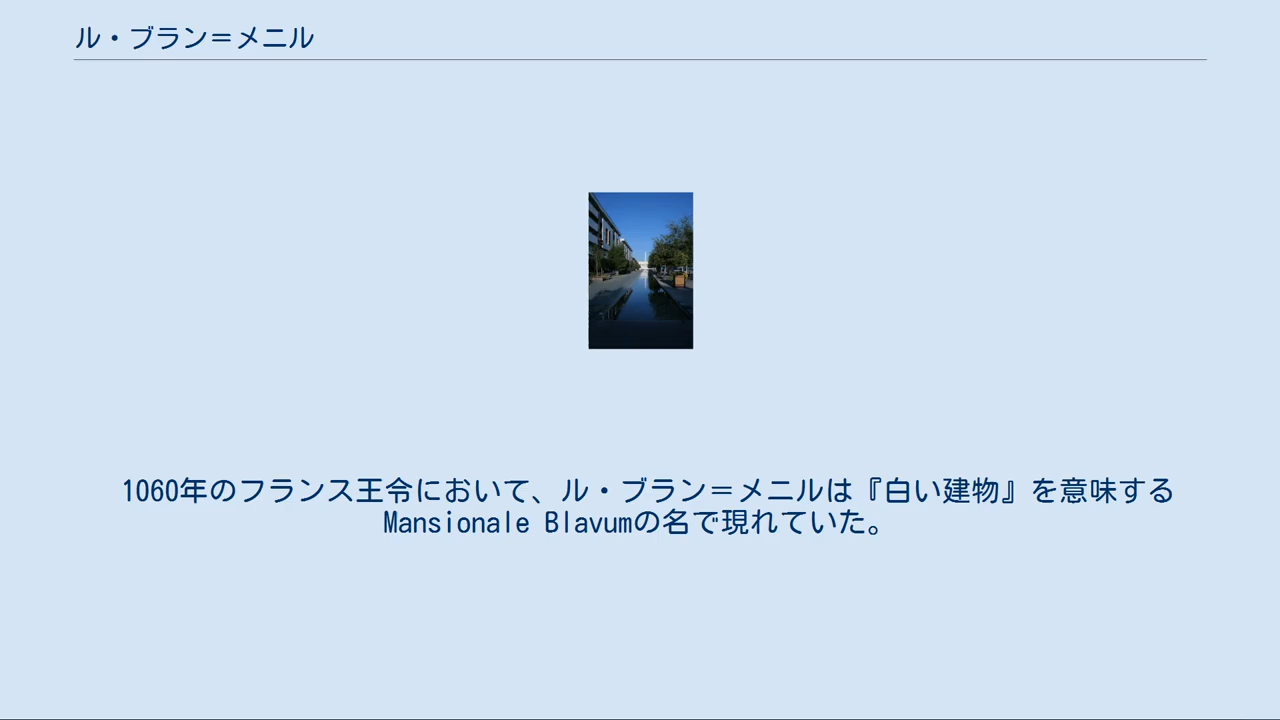 ル・ブラン＝メニル
1060年のフランス王令において、ル・ブラン＝メニルは『白い建物』を意味する
Mansionale Blavumの名で現れていた。